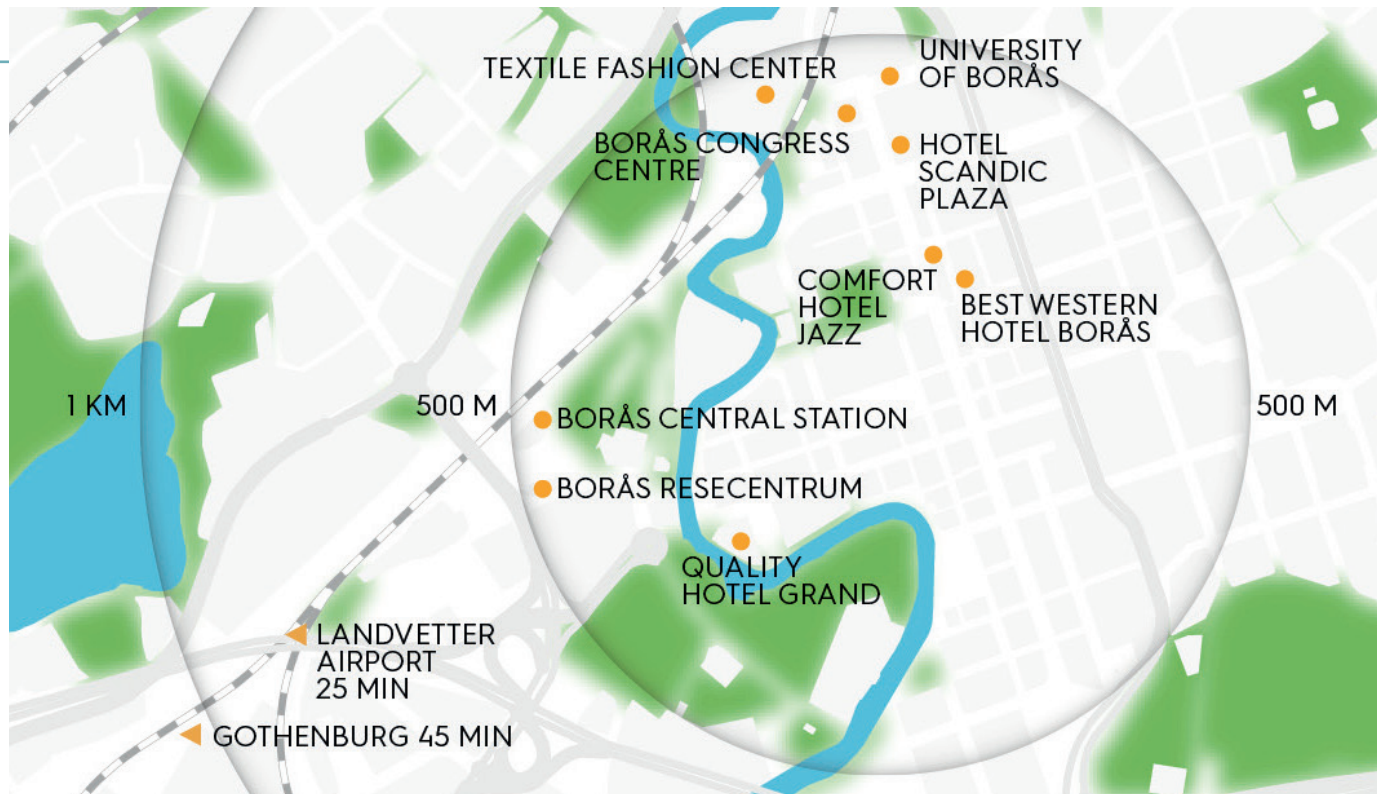 UNIVERSITY
OF BORÅS
TEXTILE FASHION CENTER
BORÅS CONGRESS
CENTRE
HOTEL
SCANDIC
PLAZA
COMFORT
HOTEL
JAZZ
BEST WESTERN
HOTEL BORÅS
1 KM
500 M
500 M
BORÅS CENTRAL STATION
BORÅS RESECENTRUM
QUALITY
HOTEL GRAND
LANDVETTER
AIRPORT
25 MIN
GOTHENBURG 45 MIN